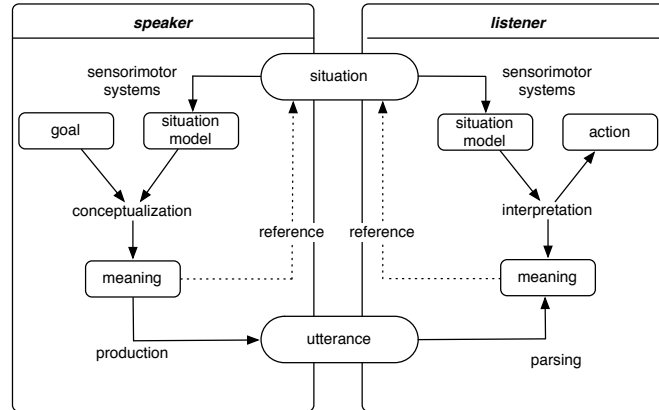 speaker
listener
sensorimotor
systems
situation
sensorimotor
systems
goal
situation
model
situation
model
action
conceptualization
interpretation
reference
reference
meaning
meaning
utterance
production
parsing